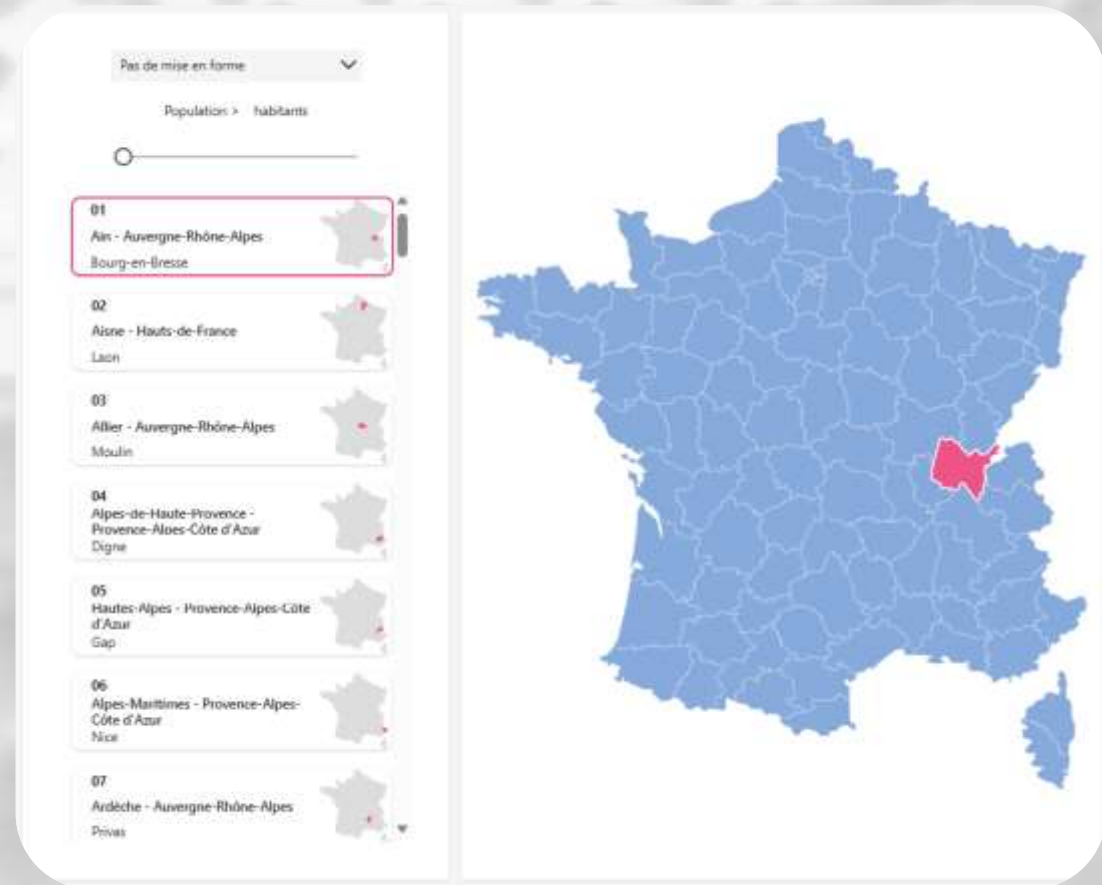 Pas de mise en forme
Population > habitants
01
Ain - Auvergne-Rhône-Alpes
Bourg-en-Bresse
02
Aisne - Hauts-de-France
Laon
03
Allier - Auvergne-Rhône-Alpes
Moulin
04
Alpes-de-Haute-Provence -
Provence-Alpes-Côte d'Azur
Digne
05
Hautes-Alpes - Provence-Alpes-Côte
d'Azur
Gap
06
Alpes-Maritimes - Provence-Alpes-
Côte d'Azur
Nice
07
Ardèche - Auvergne-Rhône-Alpes
Privas